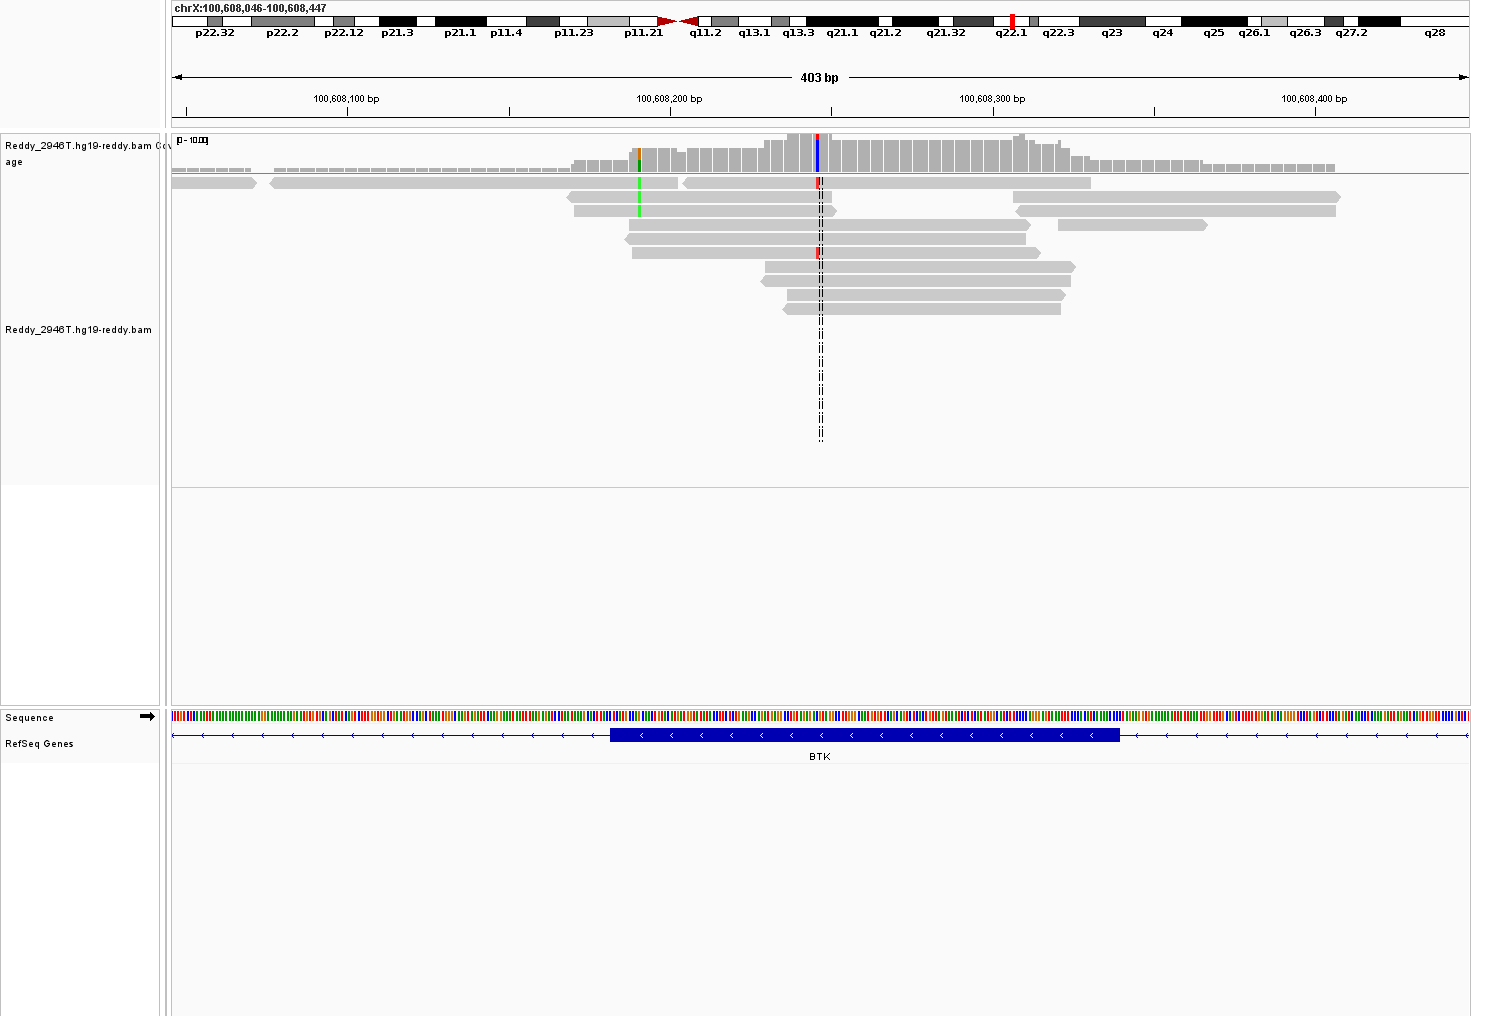 chrX:100,608,046-100,608,447
p22.32 p22.2 p22.12 p21.3 p21.1 p11.4 p11.23 p11.21 q11.2 q13.1 q13.3 q21.1 q21.2 q21.32 q22.1 q22.3 q23 q24 q25 q26.1 q26.3 q27.2 q28
403 bp
100,608,100 bp 100,608,200 bp 100,608,300 bp 100,608,400 bp
Reddy_2946T.hg19-reddy.bam Cov
age
[0 - 10.00]
Reddy_2946T.hg19-reddy.bam
Sequence
RefSeq Genes
BTK